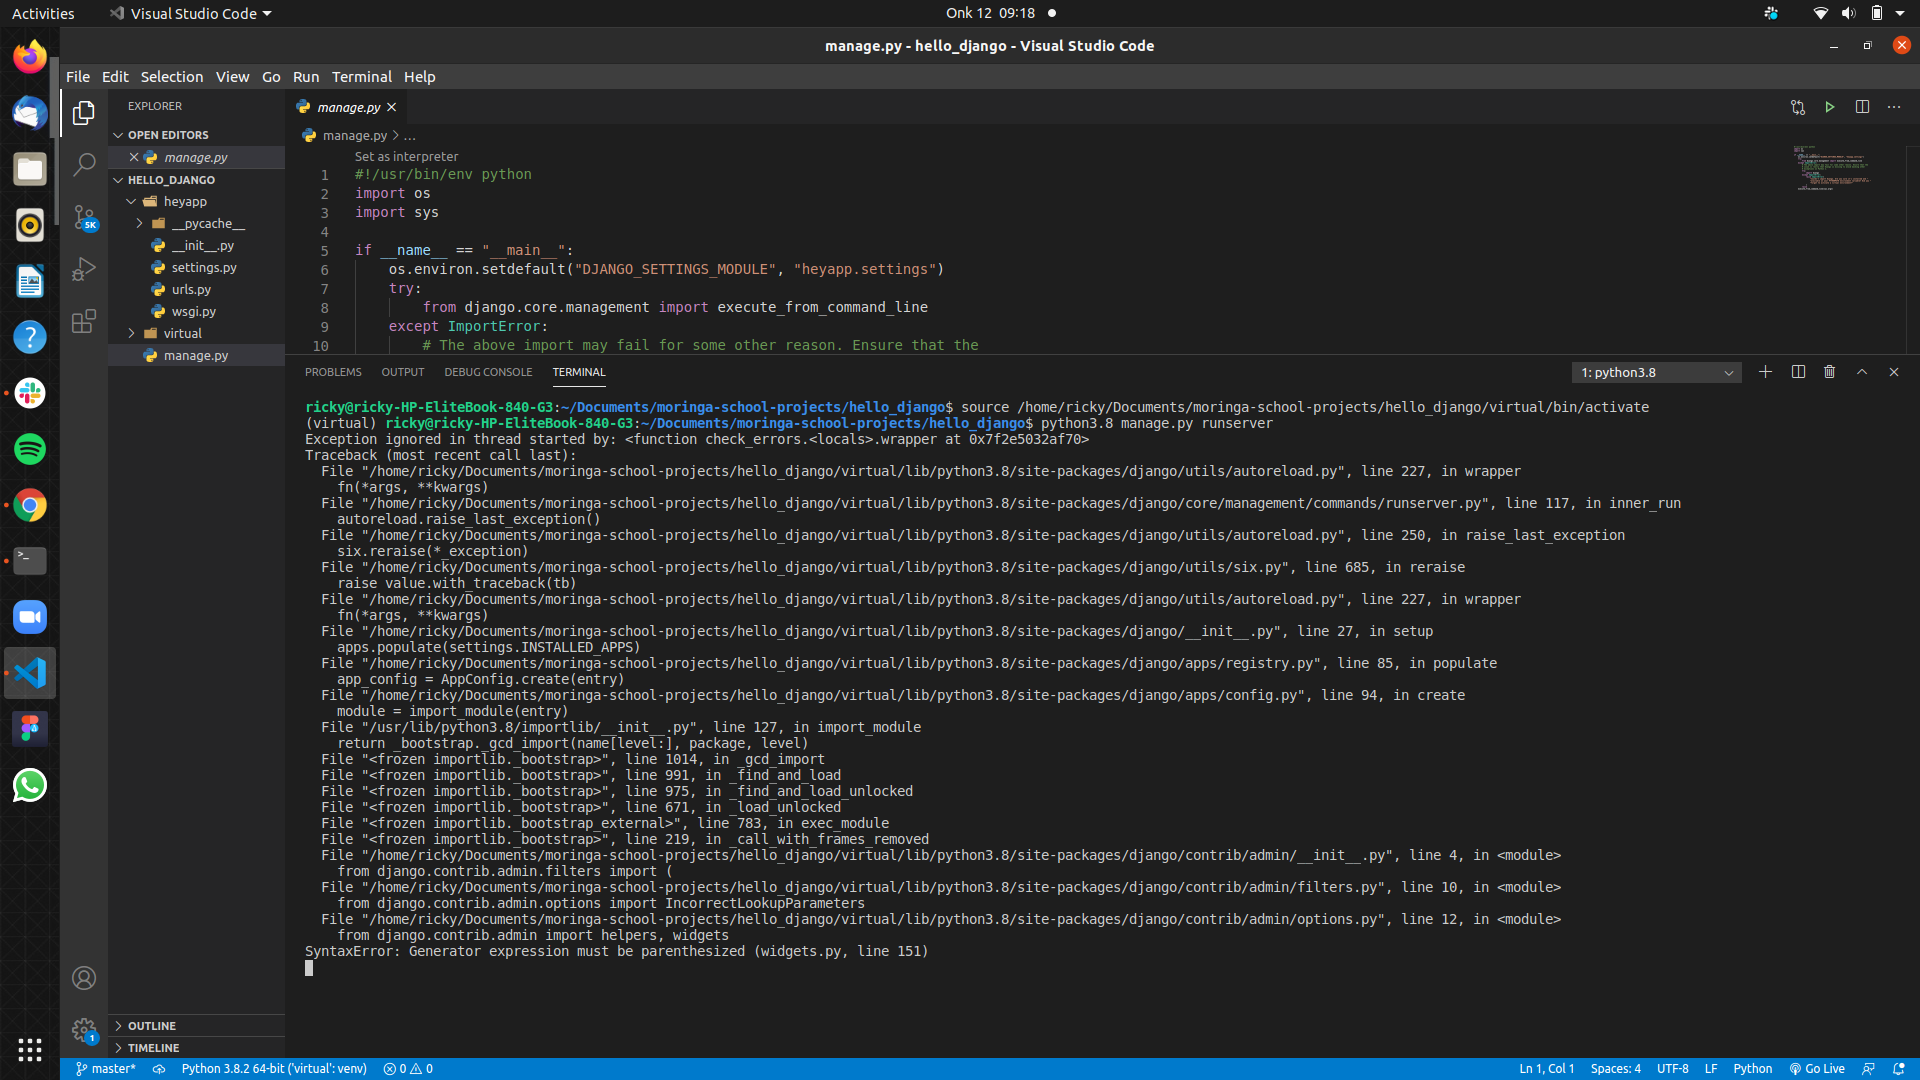 Activities
Visual Studio Code
Onk 12 09:18
manage.py - hello_django - Visual Studio Code
File Edit Selection View Go Run Terminal Help
EXPLORER
OPEN EDITORS
manage.py
HELLO_DJANGO
heyapp
__pycache__
__init__.py
settings.py
urls.py
wsgi.py
virtual
manage.py
OUTLINE
TIMELINE
5K
1
manage.py
manage.py > ...
Set as interpreter
1 #!/usr/bin/env python
2 import os
3 import sys
4
5 if __name__ == "__main__":
6 os.environ.setdefault("DJANGO_SETTINGS_MODULE", "heyapp.settings")
7 try:
8 from django.core.management import execute_from_command_line
9 except ImportError:
10 # The above import may fail for some other reason. Ensure that the
PROBLEMS OUTPUT DEBUG CONSOLE TERMINAL
1: python3.8
ricky@ricky-HP-EliteBook-840-G3:~/Documents/moringa-school-projects/hello_django$ source /home/ricky/Documents/moringa-school-projects/hello_django/virtual/bin/activate
(virtual) ricky@ricky-HP-EliteBook-840-G3:~/Documents/moringa-school-projects/hello_django$ python3.8 manage.py runserver
Exception ignored in thread started by: <function check_errors.<locals>.wrapper at 0x7f2e5032af70>
Traceback (most recent call last):
File "/home/ricky/Documents/moringa-school-projects/hello_django/virtual/lib/python3.8/site-packages/django/utils/autoreload.py", line 227, in wrapper
fn(*args, **kwargs)
File "/home/ricky/Documents/moringa-school-projects/hello_django/virtual/lib/python3.8/site-packages/django/core/management/commands/runserver.py", line 117, in inner_run
autoreload.raise_last_exception()
File "/home/ricky/Documents/moringa-school-projects/hello_django/virtual/lib/python3.8/site-packages/django/utils/autoreload.py", line 250, in raise_last_exception
six.reraise(*_exception)
File "/home/ricky/Documents/moringa-school-projects/hello_django/virtual/lib/python3.8/site-packages/django/utils/six.py", line 685, in reraise
raise value.with_traceback(tb)
File "/home/ricky/Documents/moringa-school-projects/hello_django/virtual/lib/python3.8/site-packages/django/utils/autoreload.py", line 227, in wrapper
fn(*args, **kwargs)
File "/home/ricky/Documents/moringa-school-projects/hello_django/virtual/lib/python3.8/site-packages/django/__init__.py", line 27, in setup
apps.populate(settings.INSTALLED_APPS)
File "/home/ricky/Documents/moringa-school-projects/hello_django/virtual/lib/python3.8/site-packages/django/apps/registry.py", line 85, in populate
app_config = AppConfig.create(entry)
File "/home/ricky/Documents/moringa-school-projects/hello_django/virtual/lib/python3.8/site-packages/django/apps/config.py", line 94, in create
module = import_module(entry)
File "/usr/lib/python3.8/importlib/__init__.py", line 127, in import_module
return _bootstrap._gcd_import(name[level:], package, level)
File "<frozen importlib._bootstrap>", line 1014, in _gcd_import
File "<frozen importlib._bootstrap>", line 991, in _find_and_load
File "<frozen importlib._bootstrap>", line 975, in _find_and_load_unlocked
File "<frozen importlib._bootstrap>", line 671, in _load_unlocked
File "<frozen importlib._bootstrap_external>", line 783, in exec_module
File "<frozen importlib._bootstrap>", line 219, in _call_with_frames_removed
File "/home/ricky/Documents/moringa-school-projects/hello_django/virtual/lib/python3.8/site-packages/django/contrib/admin/__init__.py", line 4, in <module>
from django.contrib.admin.filters import (
File "/home/ricky/Documents/moringa-school-projects/hello_django/virtual/lib/python3.8/site-packages/django/contrib/admin/filters.py", line 10, in <module>
from django.contrib.admin.options import IncorrectLookupParameters
File "/home/ricky/Documents/moringa-school-projects/hello_django/virtual/lib/python3.8/site-packages/django/contrib/admin/options.py", line 12, in <module>
from django.contrib.admin import helpers, widgets
SyntaxError: Generator expression must be parenthesized (widgets.py, line 151)
master* Python 3.8.2 64-bit ('virtual': venv) 0 0 Ln 1, Col 1 Spaces: 4 UTF-8 LF Python Go Live